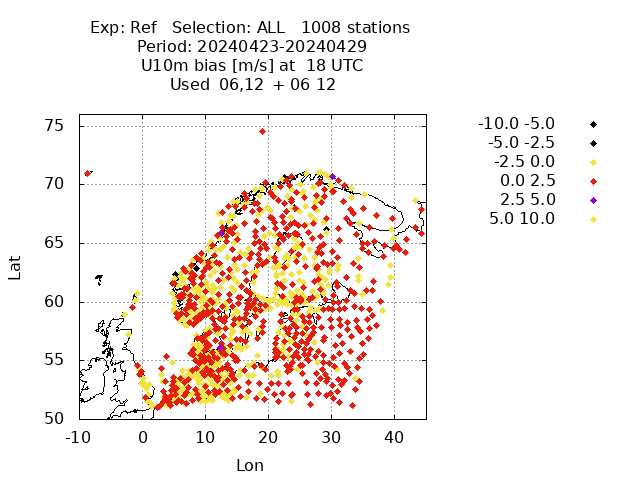 Exp: Ref   Selection: ALL   1008 stations
Period: 20240423-20240429
U10m bias [m/s] at  18 UTC
Used  06,12  + 06 12
-10.0 -5.0
-5.0 -2.5
-2.5 0.0
0.0 2.5
2.5 5.0
5.0 10.0
75
70
65
60
55
50
Lat
-10 0 10 20 30 40
Lon